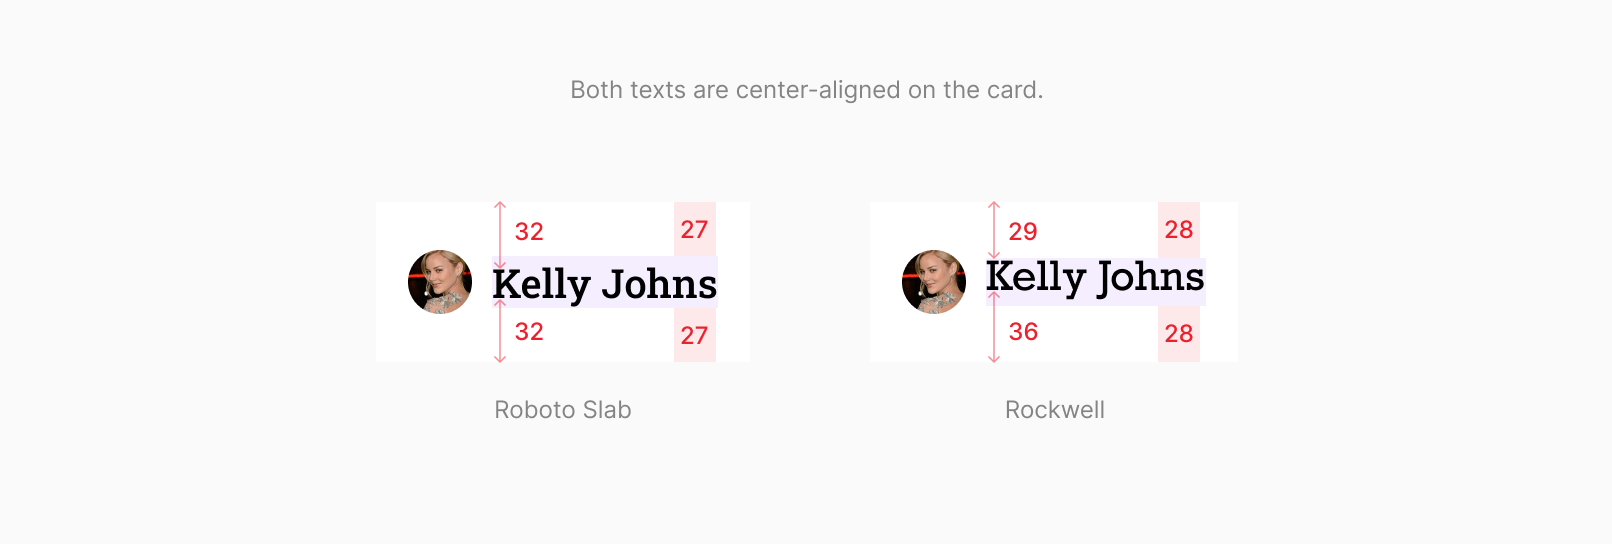 Both texts are center-aligned on the card.
32
27
Kelly Johns
32
27
Roboto Slab
29
28
Kelly Johns
36
28
Rockwell